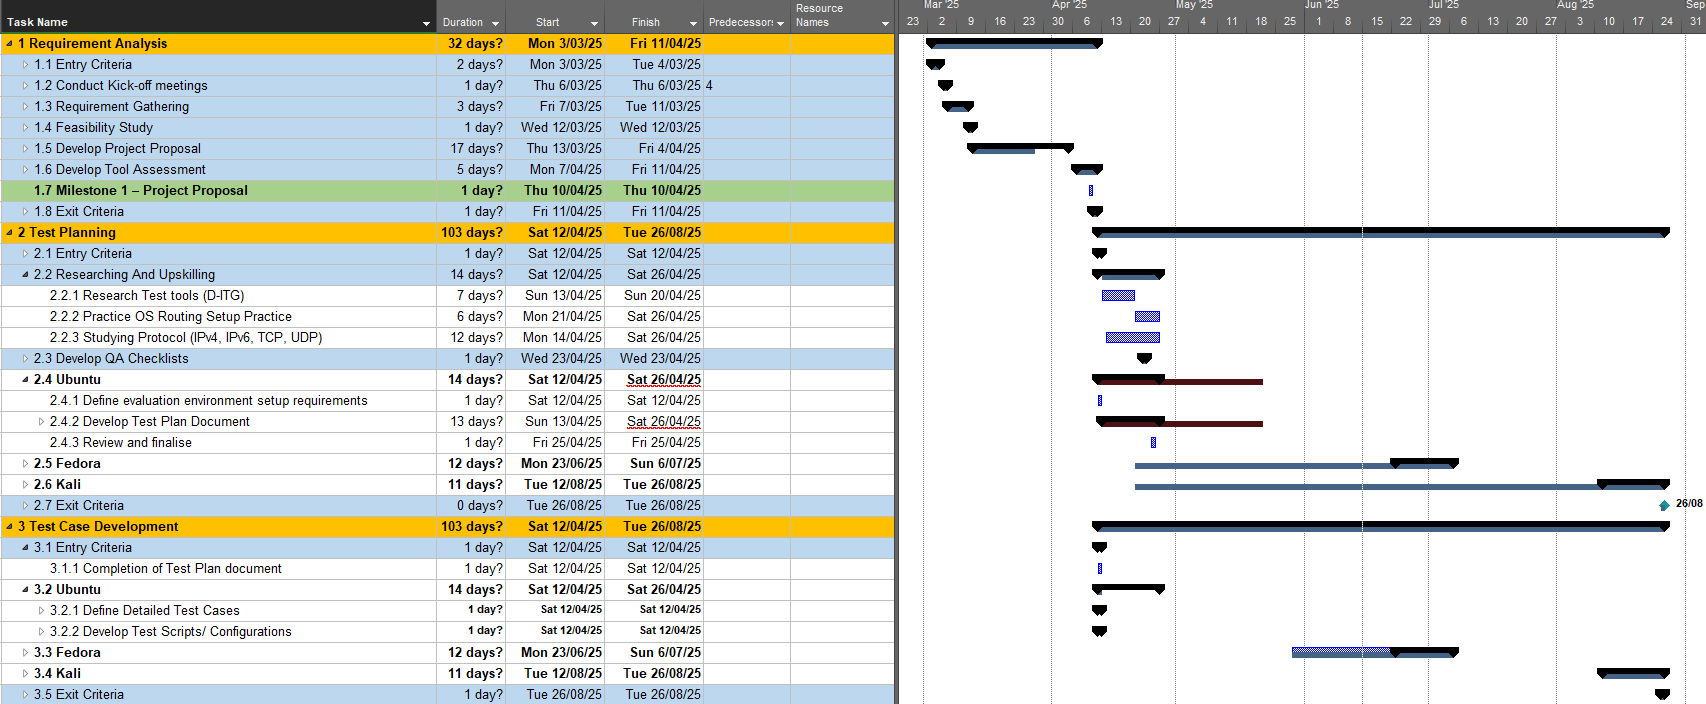 Mar '25 Apr '25 May '25 Jun '25 Jul '25 Aug '25 Sep
Task Name Duration Start Finish Predecessors Resource Names 23 2 9 16 23 30 6 13 20 27 4 11 18 25 1 8 15 22 29 6 13 20 27 3 10 17 24 31
1 Requirement Analysis 32 days? Mon 3/03/25 Fri 11/04/25
1.1 Entry Criteria 2 days? Mon 3/03/25 Tue 4/03/25
1.2 Conduct Kick-off meetings 1 day? Thu 6/03/25 Thu 6/03/25 4
1.3 Requirement Gathering 3 days? Fri 7/03/25 Tue 11/03/25
1.4 Feasibility Study 1 day? Wed 12/03/25 Wed 12/03/25
1.5 Develop Project Proposal 17 days? Thu 13/03/25 Fri 4/04/25
1.6 Develop Tool Assessment 5 days? Mon 7/04/25 Fri 11/04/25
1.7 Milestone 1 – Project Proposal 1 day? Thu 10/04/25 Thu 10/04/25
1.8 Exit Criteria 1 day? Fri 11/04/25 Fri 11/04/25
2 Test Planning 103 days? Sat 12/04/25 Tue 26/08/25
2.1 Entry Criteria 1 day? Sat 12/04/25 Sat 12/04/25
2.2 Researching And Upskilling 14 days? Sat 12/04/25 Sat 26/04/25
2.2.1 Research Test tools (D-ITG) 7 days? Sun 13/04/25 Sun 20/04/25
2.2.2 Practice OS Routing Setup Practice 6 days? Mon 21/04/25 Sat 26/04/25
2.2.3 Studying Protocol (IPv4, IPv6, TCP, UDP) 12 days? Mon 14/04/25 Sat 26/04/25
2.3 Develop QA Checklists 1 day? Wed 23/04/25 Wed 23/04/25
2.4 Ubuntu 14 days? Sat 12/04/25 Sat 26/04/25
2.4.1 Define evaluation environment setup requirements 1 day? Sat 12/04/25 Sat 12/04/25
2.4.2 Develop Test Plan Document 13 days? Sun 13/04/25 Sat 26/04/25
2.4.3 Review and finalise 1 day? Fri 25/04/25 Fri 25/04/25
2.5 Fedora 12 days? Mon 23/06/25 Sun 6/07/25
2.6 Kali 11 days? Tue 12/08/25 Tue 26/08/25
2.7 Exit Criteria 0 days? Tue 26/08/25 Tue 26/08/25 26/08
3 Test Case Development 103 days? Sat 12/04/25 Tue 26/08/25
3.1 Entry Criteria 1 day? Sat 12/04/25 Sat 12/04/25
3.1.1 Completion of Test Plan document 1 day? Sat 12/04/25 Sat 12/04/25
3.2 Ubuntu 14 days? Sat 12/04/25 Sat 26/04/25
3.2.1 Define Detailed Test Cases 1 day? Sat 12/04/25 Sat 12/04/25
3.2.2 Develop Test Scripts/ Configurations 1 day? Sat 12/04/25 Sat 12/04/25
3.3 Fedora 12 days? Mon 23/06/25 Sun 6/07/25
3.4 Kali 11 days? Tue 12/08/25 Tue 26/08/25
3.5 Exit Criteria 1 day? Tue 26/08/25 Tue 26/08/25